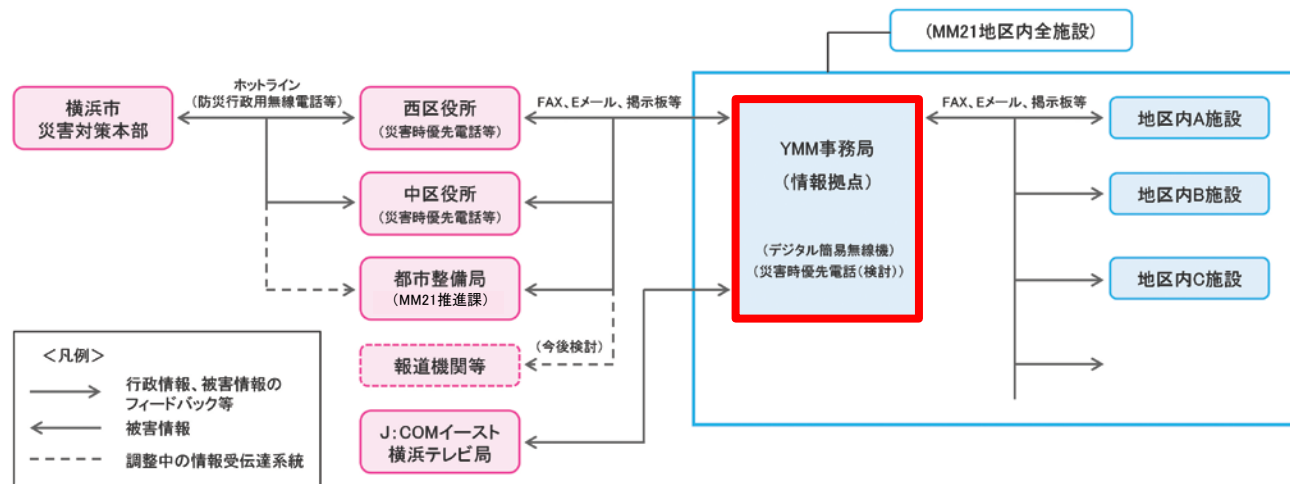 (MM21地区内全施設)
ホットライン
(防災行政用無線電話等)
FAX、Eメール、掲示板等
FAX、Eメール、掲示板等
横浜市
災害対策本部
西区役所
(災害時優先電話等)
YMM事務局
(情報拠点)
(デジタル簡易無線機)
(災害時優先電話(検討))
地区内A施設
中区役所
(災害時優先電話等)
地区内B施設
都市整備局
(MM21推進課)
地区内C施設
(今後検討)
報道機関等
J:COMイースト
横浜テレビ局
<凡例>
行政情報、被害情報の
フィードバック等
被害情報
調整中の情報受伝達系統